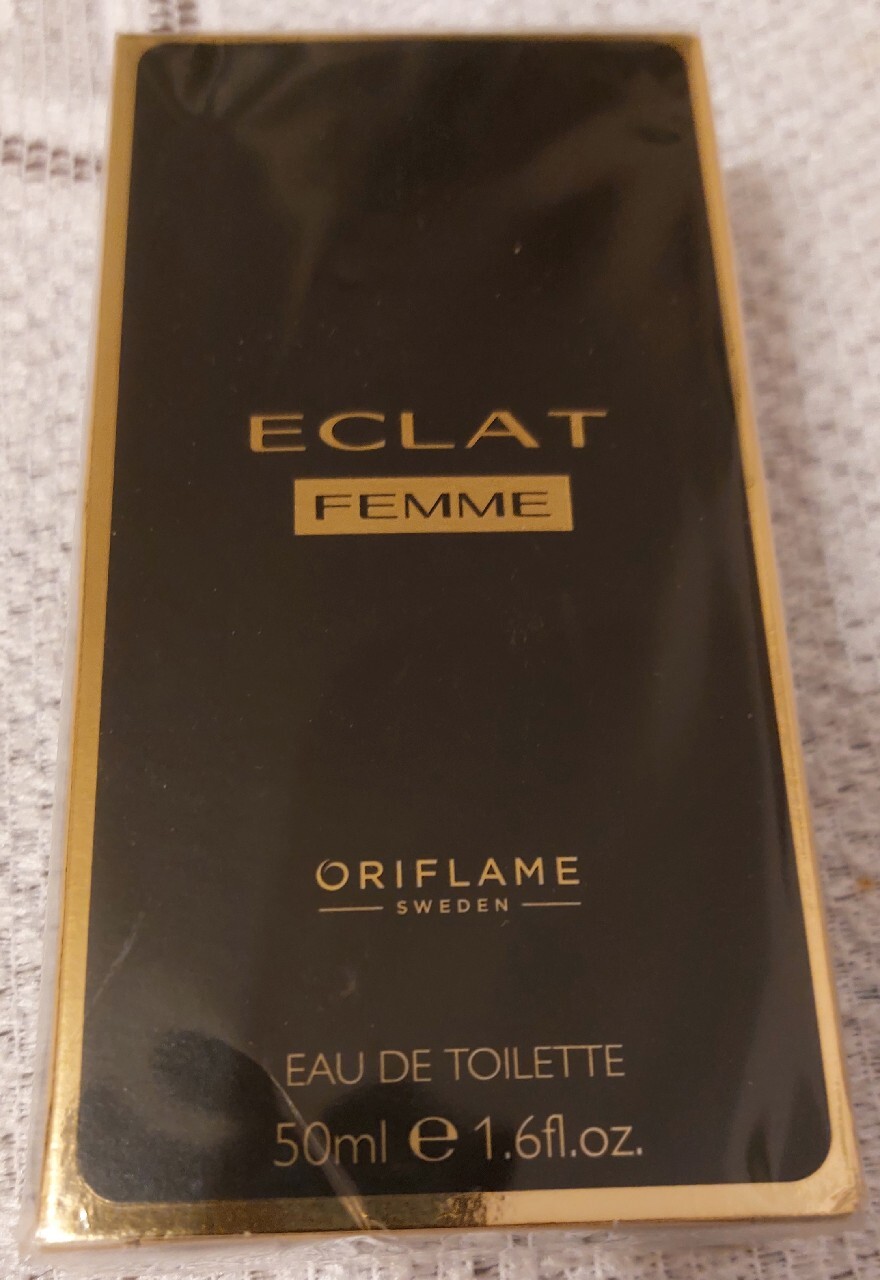 ECLAT
FEMME
ORIFLAME
SWEDEN
EAU DE TOILETTE
50ml ℮ 1.6fl.oz.